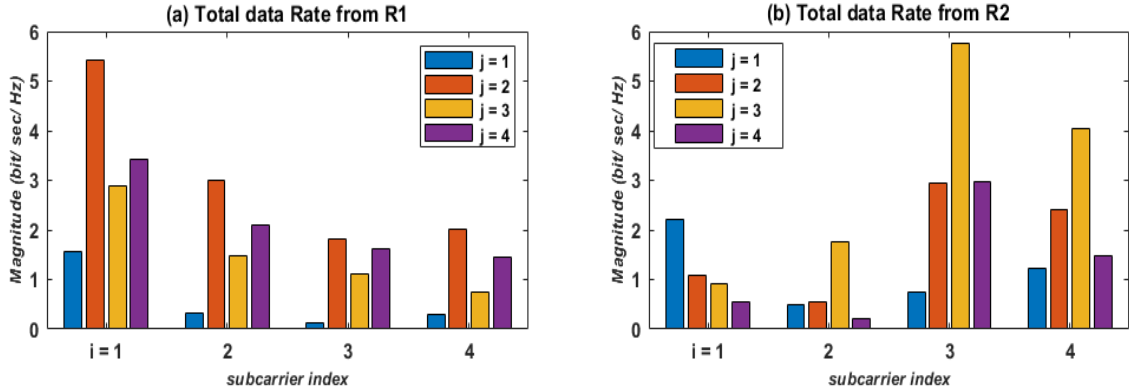 (a) Total data Rate from R1
Magnitude (bit/ sec/ Hz)
6
5
4
3
2
1
0
j = 1
j = 2
j = 3
j = 4
i = 1 2 3 4
subcarrier index
(b) Total data Rate from R2
Magnitude (bit/ sec/ Hz)
6
5
4
3
2
1
0
j = 1
j = 2
j = 3
j = 4
i = 1 2 3 4
subcarrier index